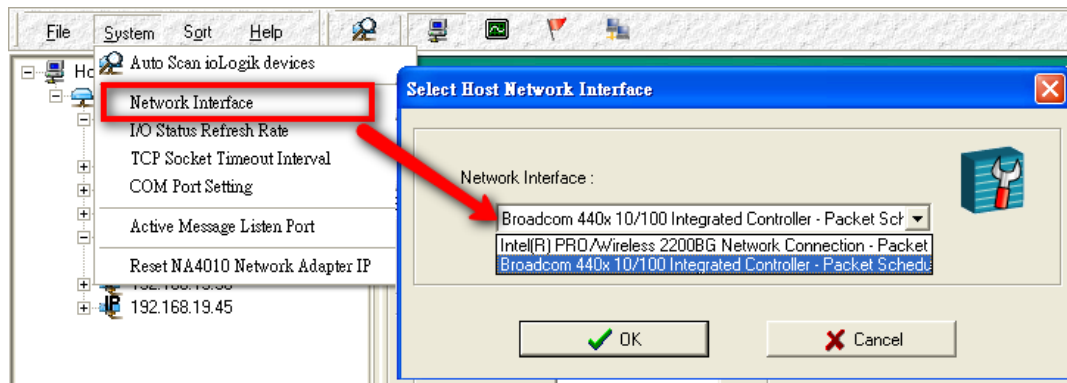 File System Sort Help
Ho
Auto Scan ioLogik devices
Network Interface
I/O Status Refresh Rate
TCP Socket Timeout Interval
COM Port Setting
Active Message Listen Port
Reset NA4010 Network Adapter IP
IP 192.168.19.45
Select Host Network Interface
Network Interface :
Broadcom 440x 10/100 Integrated Controller - Packet Sch
Intel(R) PRO/Wireless 2200BG Network Connection - Packet
Broadcom 440x 10/100 Integrated Controller - Packet Schedu
OK
Cancel